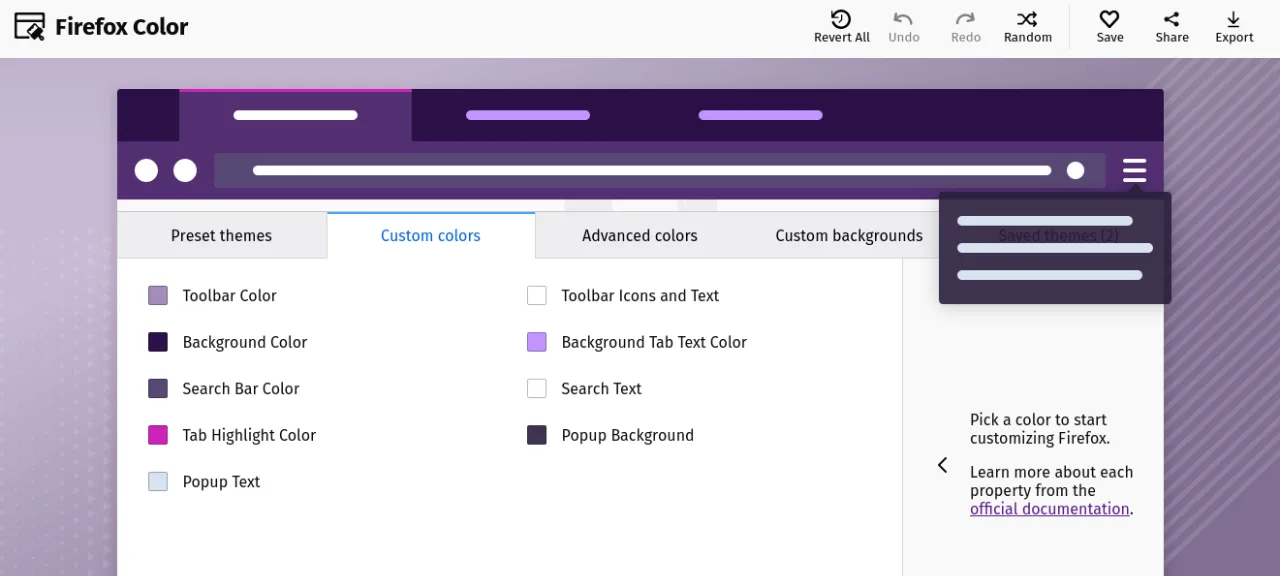 Firefox Color
Revert All
Undo
Redo
Random
Save
Share
Export
Preset themes
Custom colors
Advanced colors
Custom backgrounds
Saved themes (2)
Toolbar Color
Toolbar Icons and Text
Background Color
Background Tab Text Color
Search Bar Color
Search Text
Tab Highlight Color
Popup Background
Popup Text
Pick a color to start
customizing Firefox.
Learn more about each
property from the
official documentation.